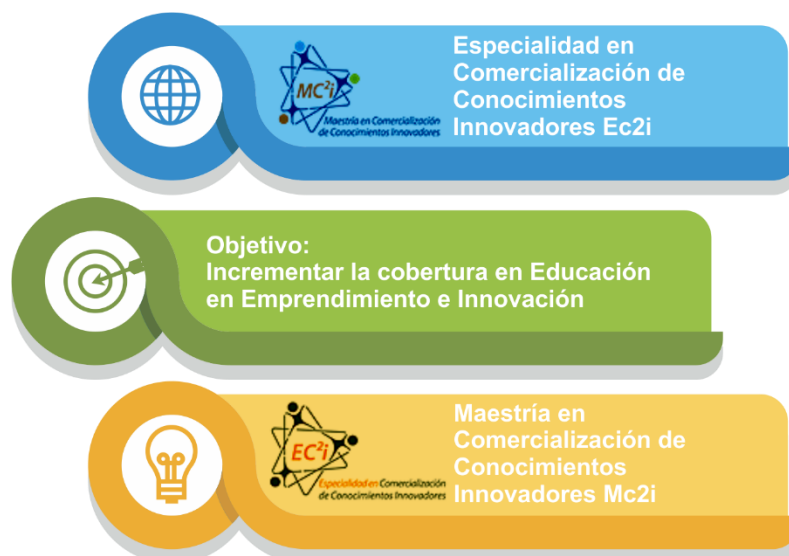 MC²i
Maestría en Comercialización
de Conocimientos Innovadores
Especialidad en
Comercialización de
Conocimientos
Innovadores Ec2i
Objetivo:
Incrementar la cobertura en Educación
en Emprendimiento e Innovación
EC²i
Especialidad en Comercialización
de Conocimientos Innovadores
Maestría en
Comercialización de
Conocimientos
Innovadores Mc2i